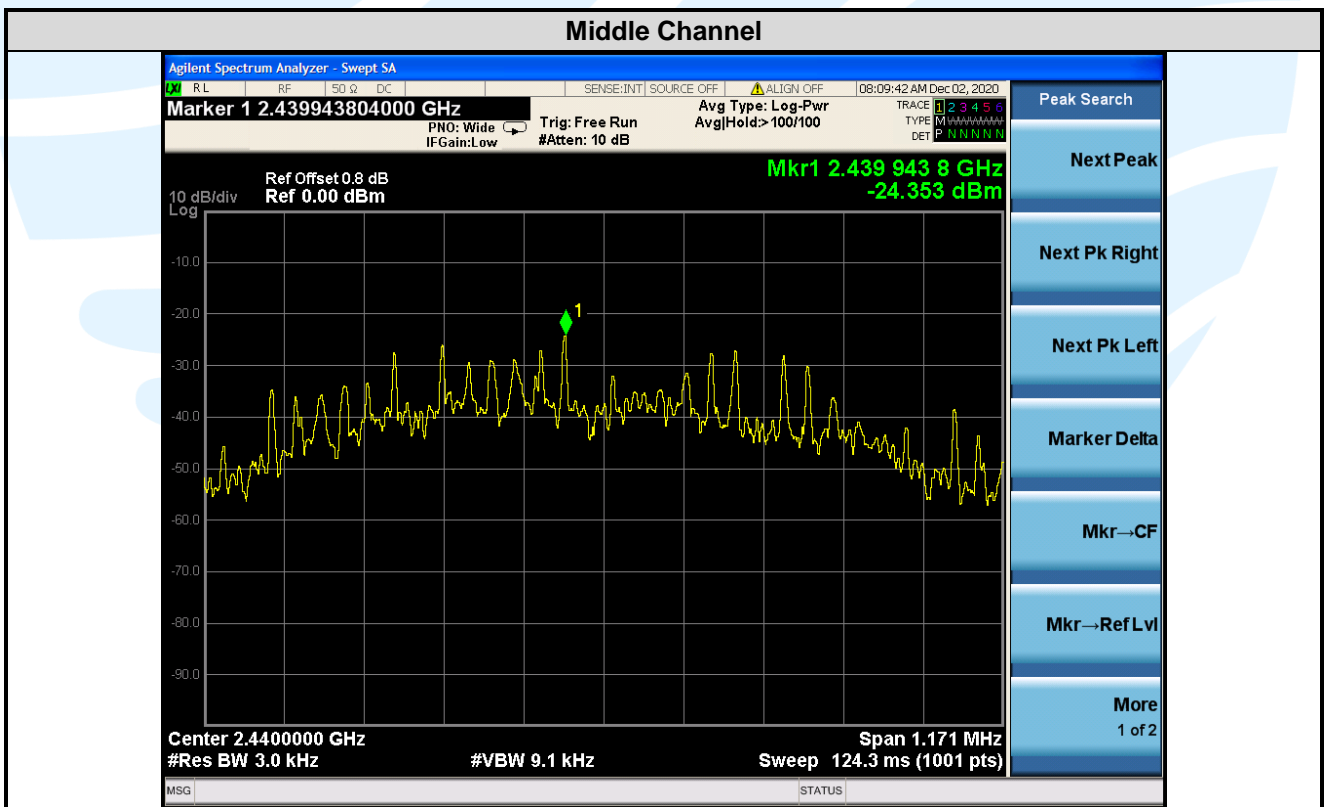 Middle Channel
Agilent Spectrum Analyzer - Swept SA
LXI RL RF 50 Ω DC SENSE:INT SOURCE OFF ALIGN OFF 08:09:42 AM Dec 02, 2020
Marker 1 2.439943804000 GHz
PNO: Wide
IFGain:Low
Trig: Free Run
#Atten: 10 dB
Avg Type: Log-Pwr
Avg|Hold:>100/100
TRACE 1 2 3 4 5 6
TYPE M
DET P N N N N N
Mkr1 2.439 943 8 GHz
-24.353 dBm
Ref Offset 0.8 dB
10 dB/div Ref 0.00 dBm
Log
-10.0
-20.0
-30.0
-40.0
-50.0
-60.0
-70.0
-80.0
-90.0
1
Center 2.4400000 GHz Span 1.171 MHz
#Res BW 3.0 kHz #VBW 9.1 kHz Sweep 124.3 ms (1001 pts)
MSG STATUS
Peak Search
Next Peak
Next Pk Right
Next Pk Left
Marker Delta
Mkr→CF
Mkr→Ref Lvl
More
1 of 2